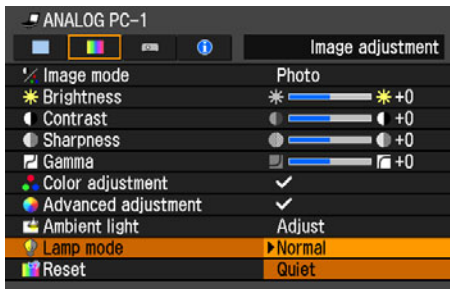 ANALOG PC-1
Image adjustment
Image mode Photo
Brightness +0
Contrast +0
Sharpness +0
Gamma +0
Color adjustment
Advanced adjustment
Ambient light Adjust
Lamp mode Normal
Reset Quiet